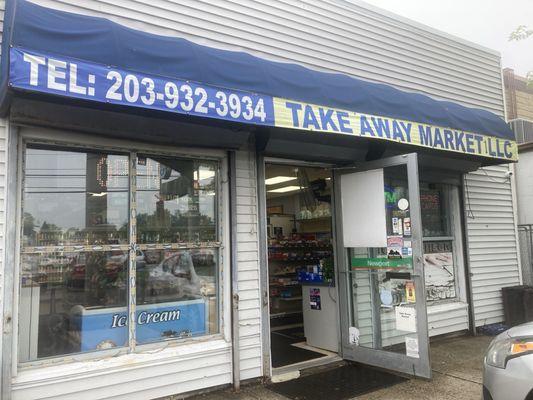 TEL: 203-932-3934
TAKE AWAY MARKET LLC
Ice Cream
Newport